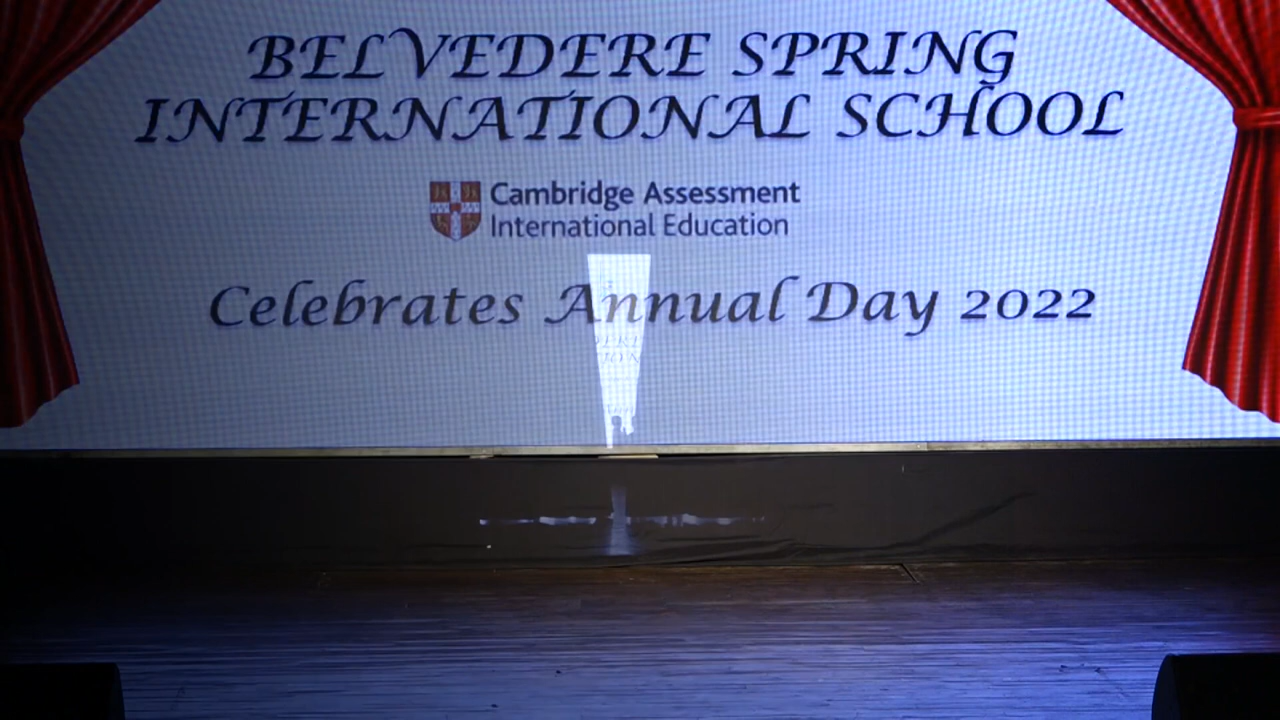 BELVEDERE SPRING
INTERNATIONAL SCHOOL
Cambridge Assessment
International Education
Celebrates Annual Day 2022